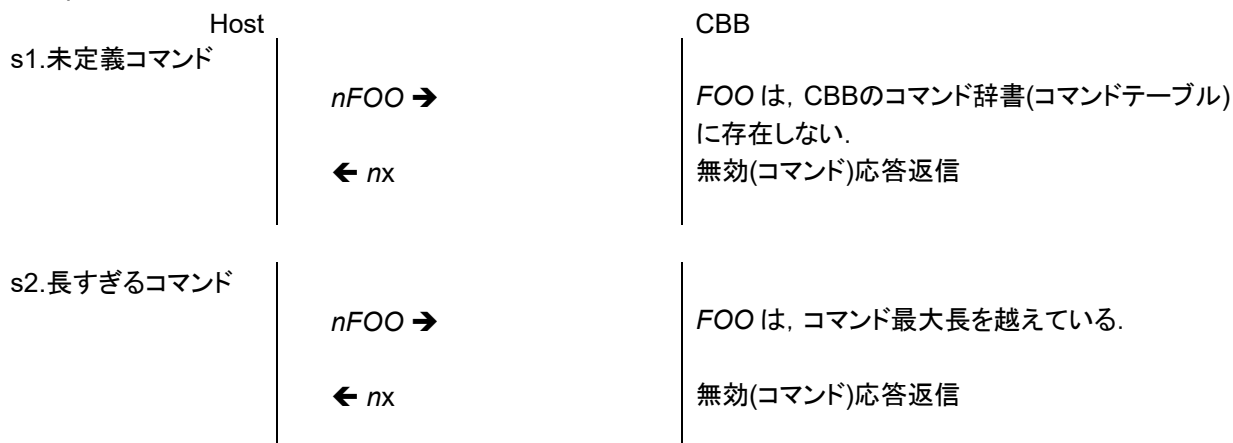 Host CBB
s1.未定義コマンド
nFOO ➔ FOO は，CBBのコマンド辞書(コマンドテーブル)
に存在しない.
🡸 nx 無効(コマンド)応答返信
s2.長すぎるコマンド
nFOO ➔ FOO は，コマンド最大長を越えている.
🡸 nx 無効(コマンド)応答返信